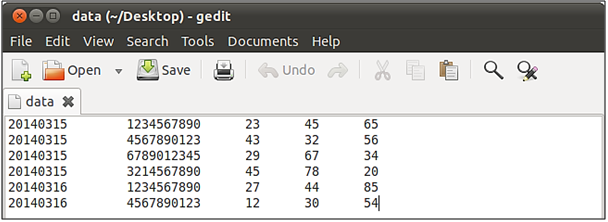 data (~/Desktop) - gedit
File Edit View Search Tools Documents Help
Open Save Undo
data
20140315 1234567890 23 45 65
20140315 4567890123 43 32 56
20140315 6789012345 29 67 34
20140315 3214567890 45 78 20
20140316 1234567890 27 44 85
20140316 4567890123 12 30 54